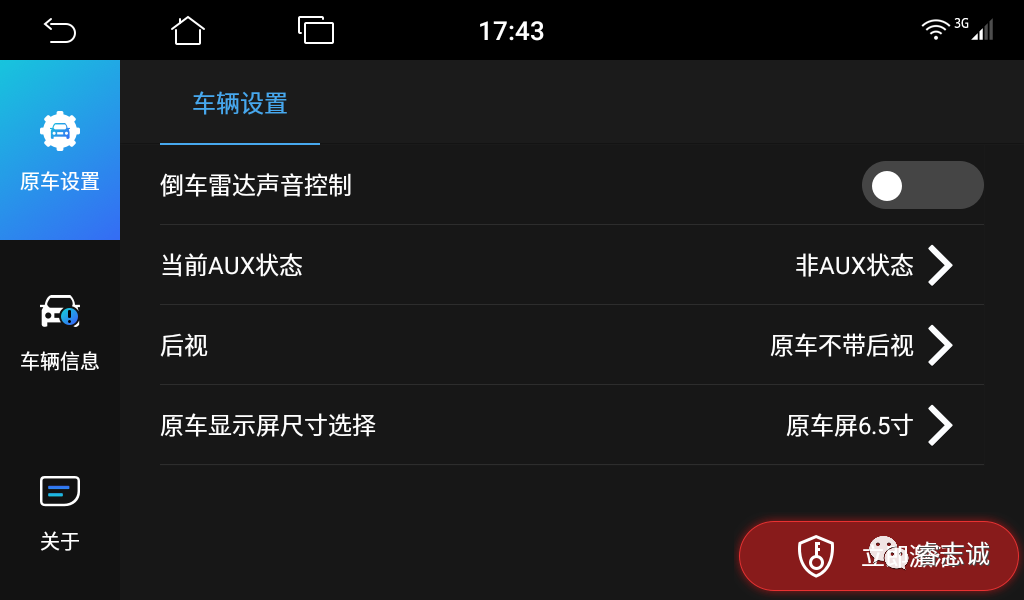 17:43
3G
原车设置
车辆信息
关于
车辆设置
倒车雷达声音控制
当前AUX状态
非AUX状态
后视
原车不带后视
原车显示屏尺寸选择
原车屏6.5寸
睿志诚